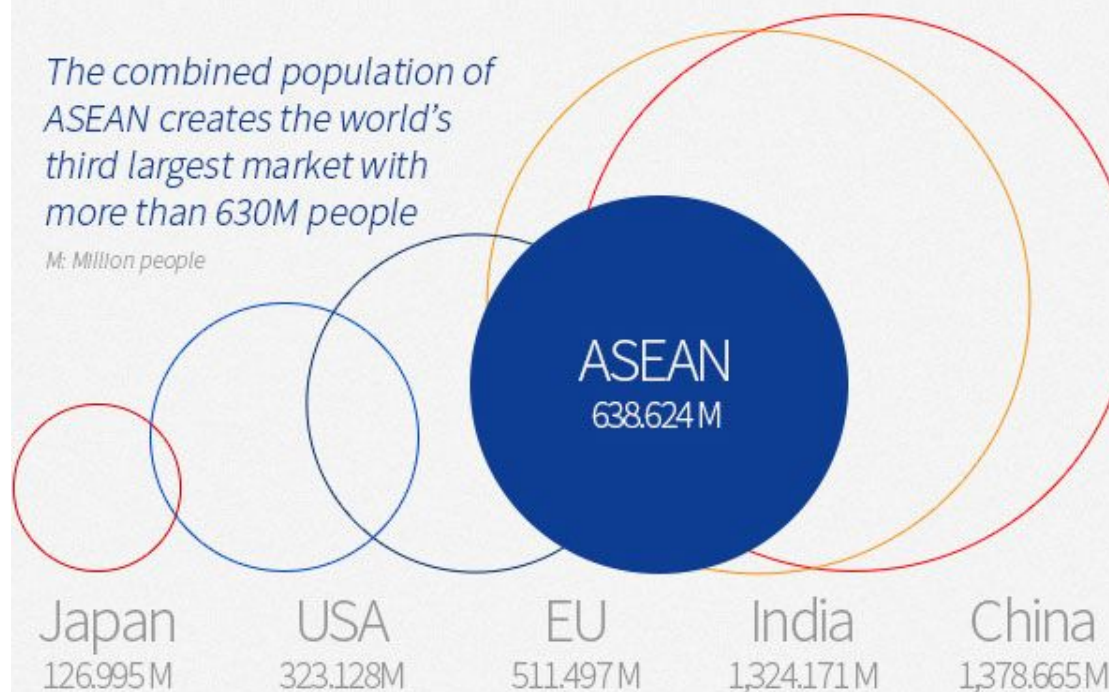 The combined population of
ASEAN creates the world's
third largest market with
more than 630M people
M: Million people
ASEAN
638.624 M
Japan
126.995 M
USA
323.128M
EU
511.497 M
India
1,324.171 M
China
1,378.665 M